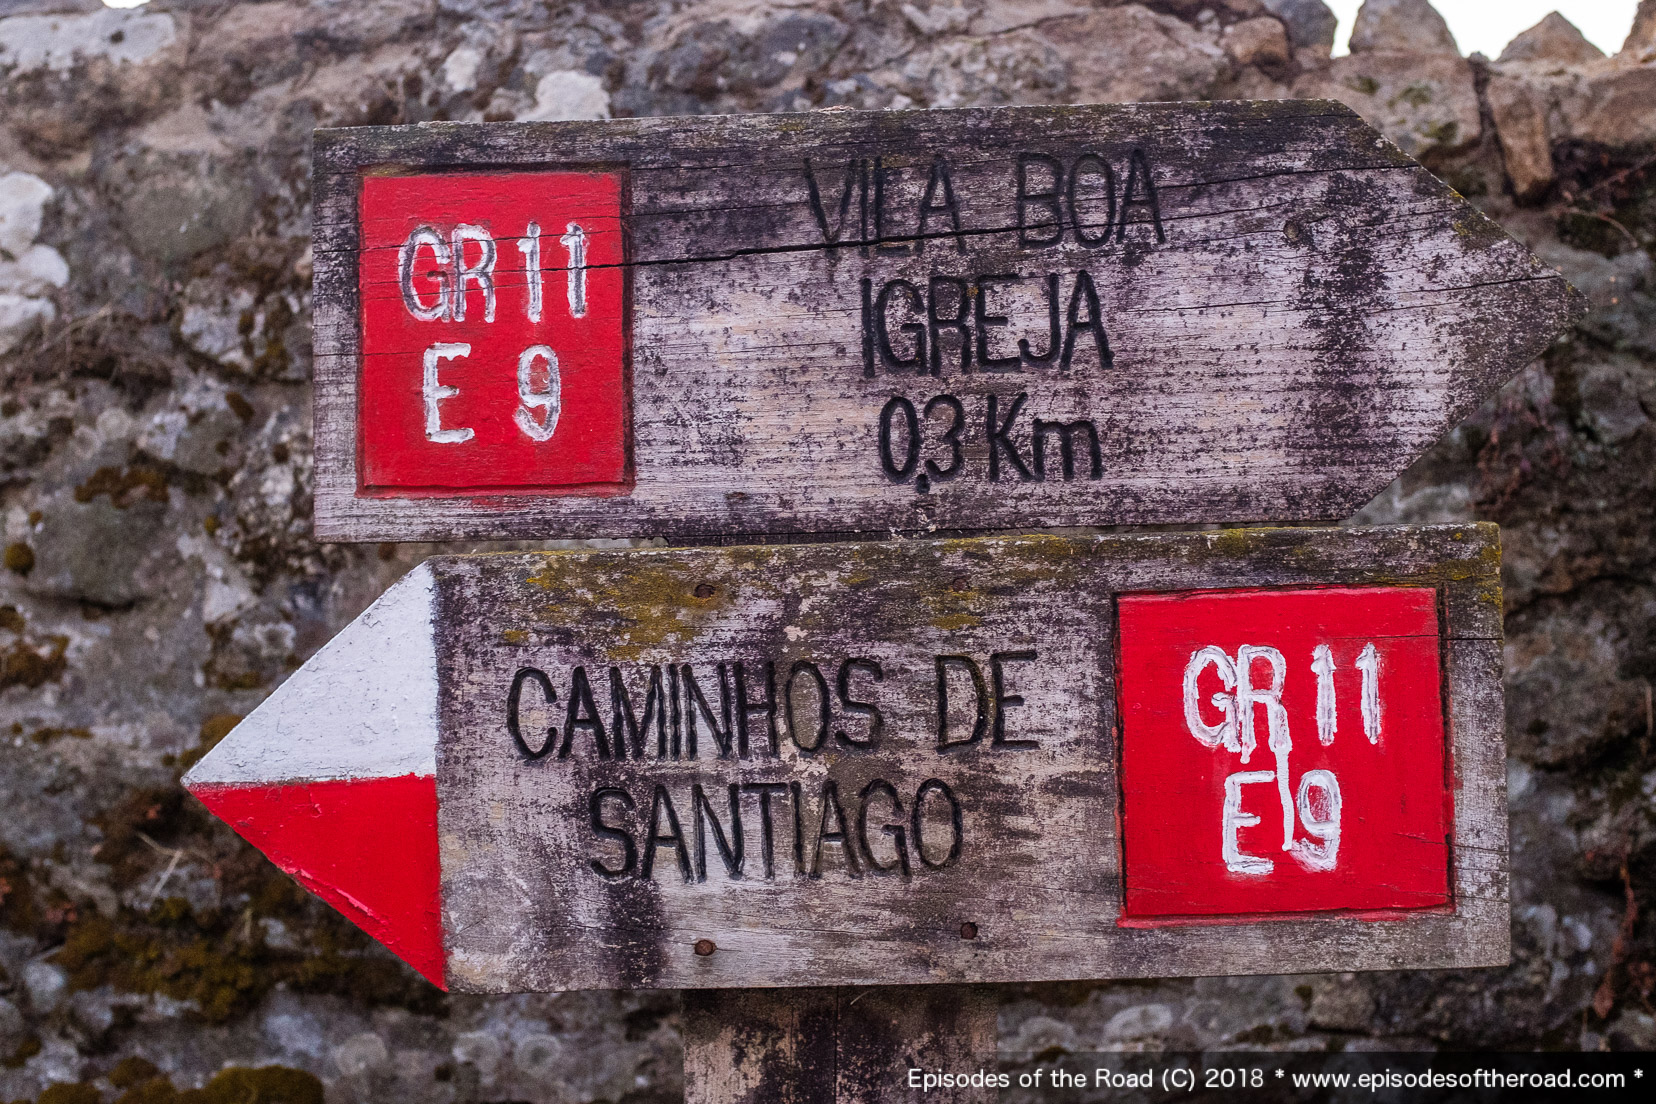 GR 11
E 9
VILA BOA
IGREJA
0,3 Km
CAMINHOS DE
SANTIAGO
GR 11
E 9
Episodes of the Road (C) 2018 * www.episodesoftheroad.com *